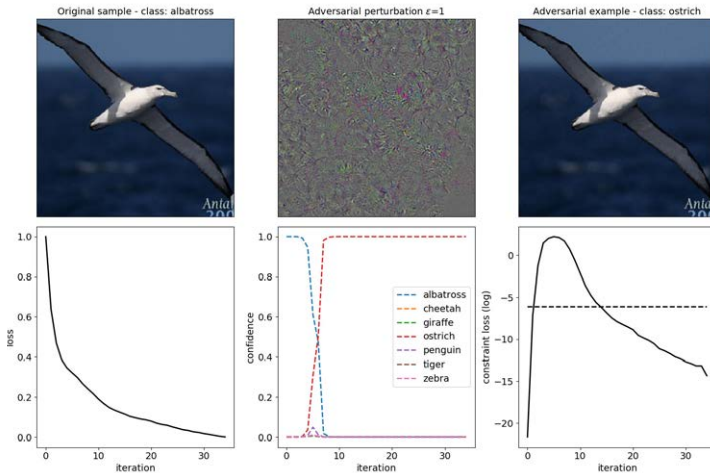 Original sample - class: albatross
Adversarial perturbation ε=1
Adversarial example - class: ostrich
Anta
200
Anta
200
1.0
0.8
0.6
0.4
0.2
0.0
loss
0
10
20
30
iteration
1.0
0.8
0.6
0.4
0.2
0.0
confidence
albatross
cheetah
giraffe
ostrich
penguin
tiger
zebra
0
10
20
30
iteration
0
−5
−10
−15
−20
constraint loss (log)
0
10
20
30
iteration